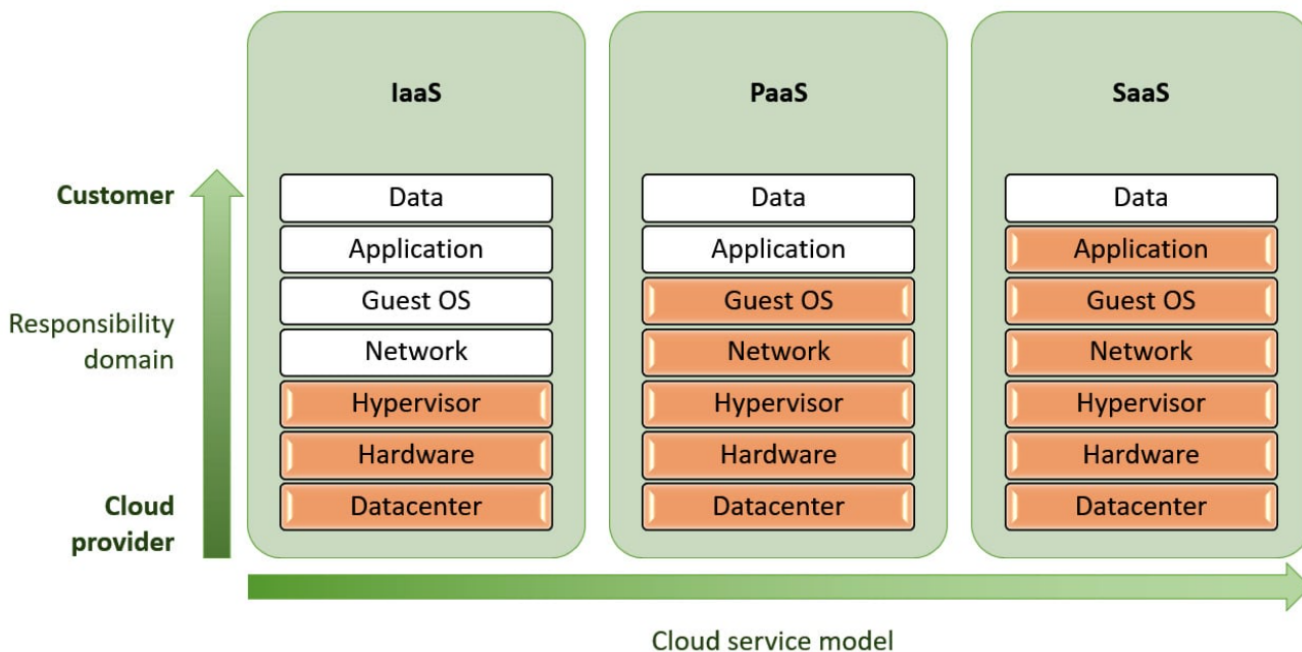 IaaS
PaaS
SaaS
Customer
Responsibility
domain
Cloud
provider
Data
Application
Guest OS
Network
Hypervisor
Hardware
Datacenter
Data
Application
Guest OS
Network
Hypervisor
Hardware
Datacenter
Data
Application
Guest OS
Network
Hypervisor
Hardware
Datacenter
Cloud service model